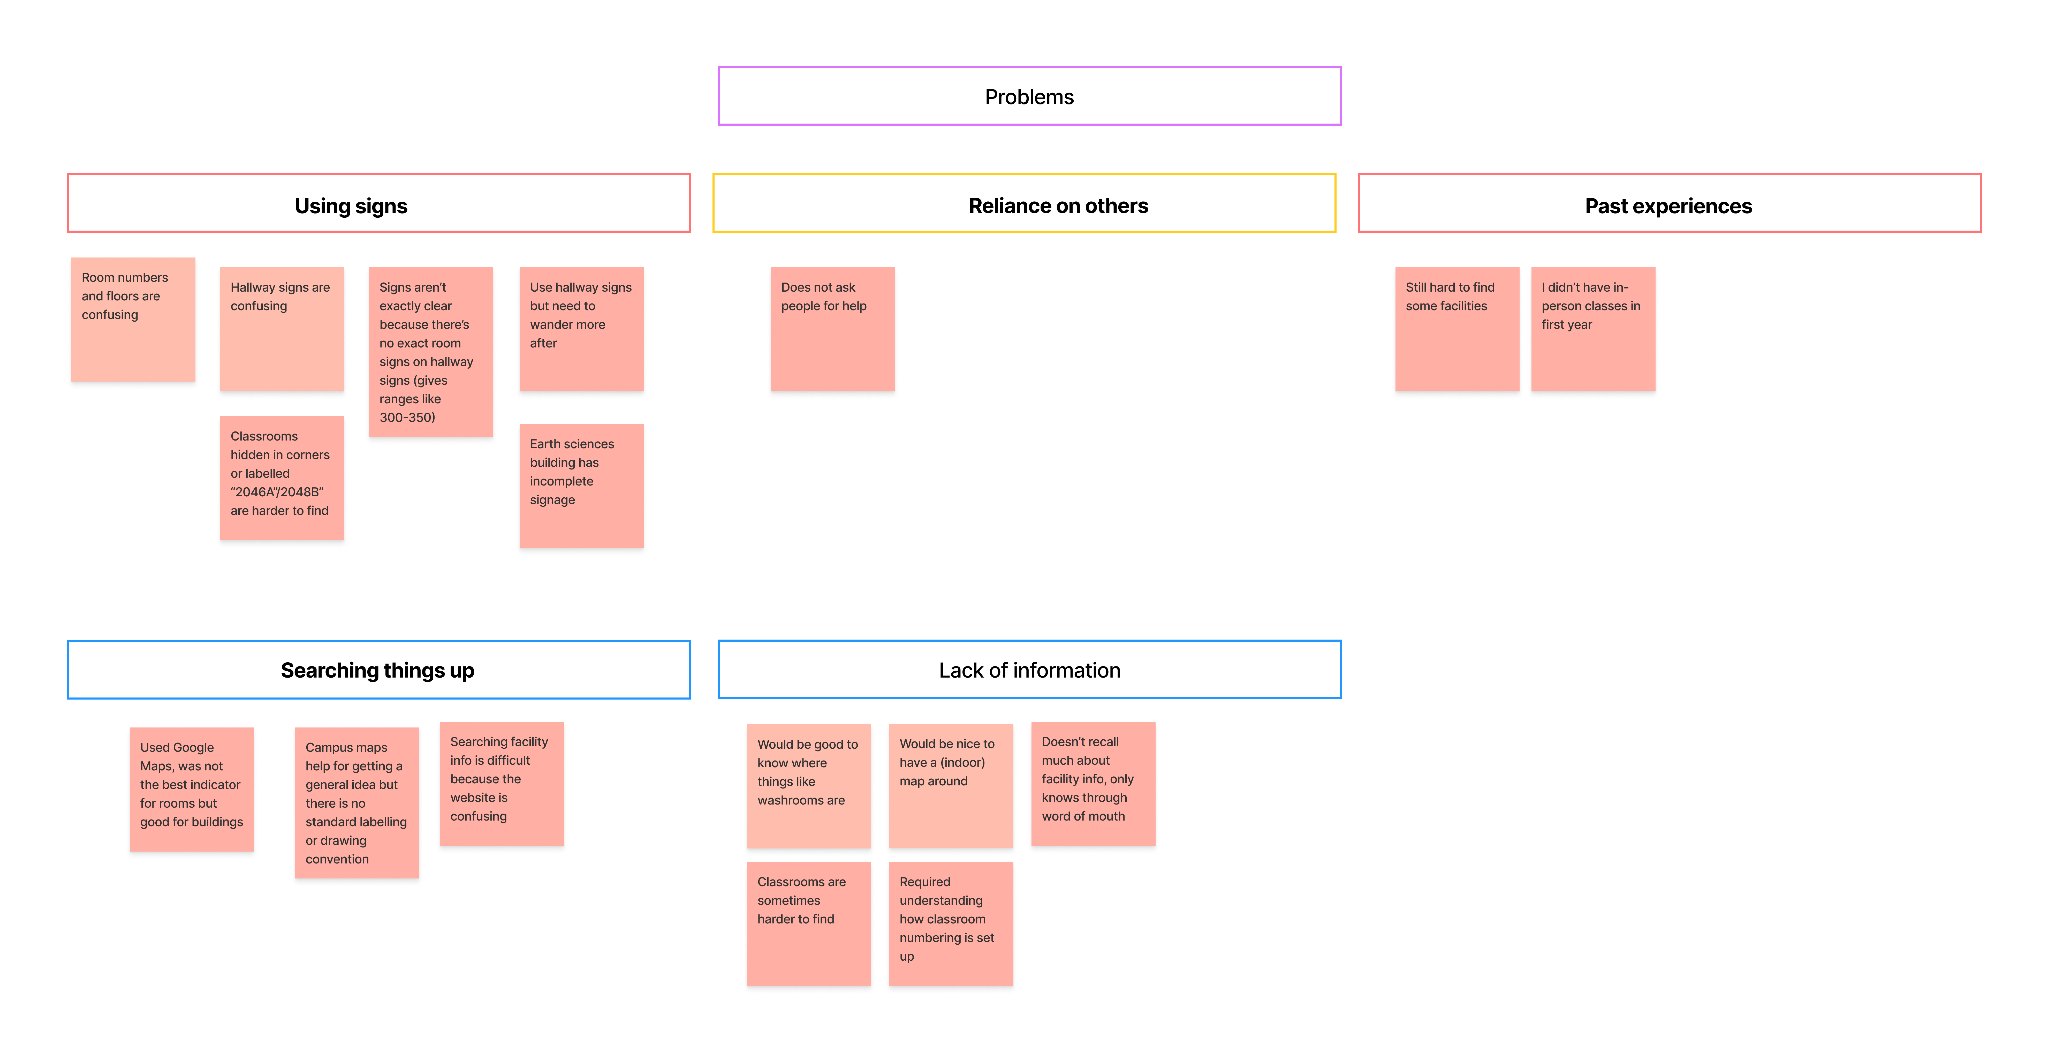 Problems
Using signs
Reliance on others
Past experiences
Room numbers
and floors are
confusing
Hallway signs are
confusing
Signs aren’t
exactly clear
because there’s
no exact room
signs on hallway
signs (gives
ranges like
300-350)
Use hallway signs
but need to
wander more
after
Classrooms
hidden in corners
or labelled
“2046A”/2048B”
are harder to find
Earth sciences
building has
incomplete
signage
Does not ask
people for help
Still hard to find
some facilities
I didn’t have in-
person classes in
first year
Searching things up
Lack of information
Used Google
Maps, was not
the best indicator
for rooms but
good for buildings
Campus maps
help for getting a
general idea but
there is no
standard labelling
or drawing
convention
Searching facility
info is difficult
because the
website is
confusing
Would be good to
know where
things like
washrooms are
Would be nice to
have a (indoor)
map around
Doesn’t recall
much about
facility info, only
knows through
word of mouth
Classrooms are
sometimes
harder to find
Required
understanding
how classroom
numbering is set
up